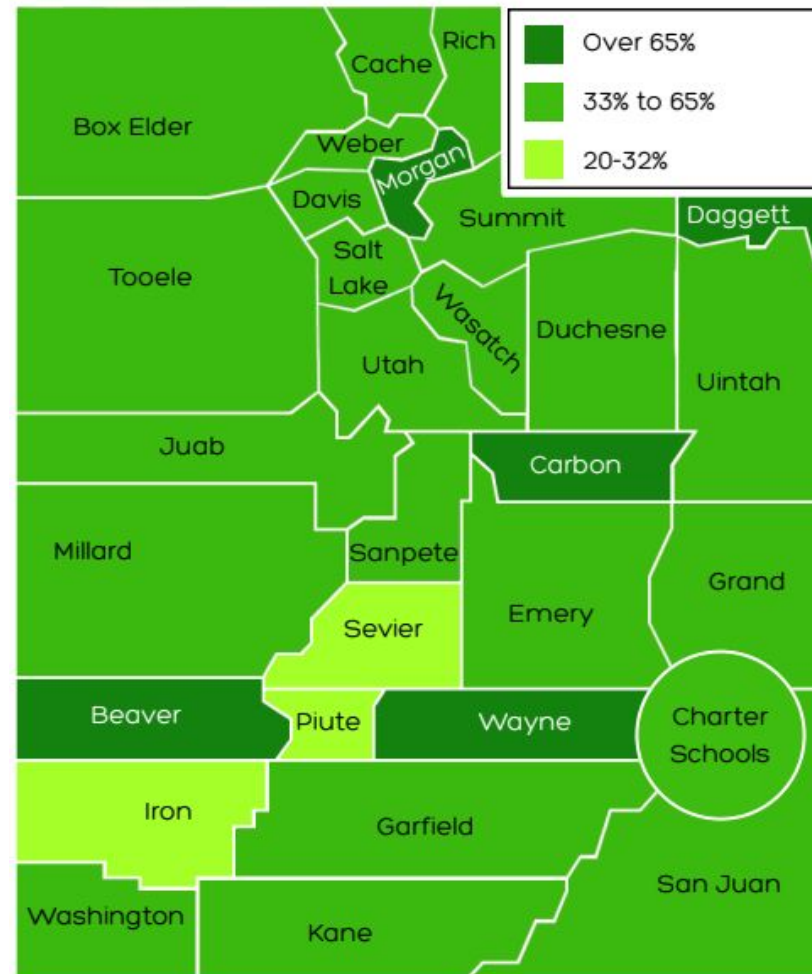 Over 65%
33% to 65%
20-32%
Rich
Cache
Box Elder
Weber
Morgan
Davis
Summit
Daggett
Salt
Lake
Tooele
Wasatch
Duchesne
Utah
Uintah
Juab
Carbon
Millard
Sanpete
Grand
Emery
Sevier
Beaver
Piute
Wayne
Charter
Schools
Iron
Garfield
San Juan
Washington
Kane